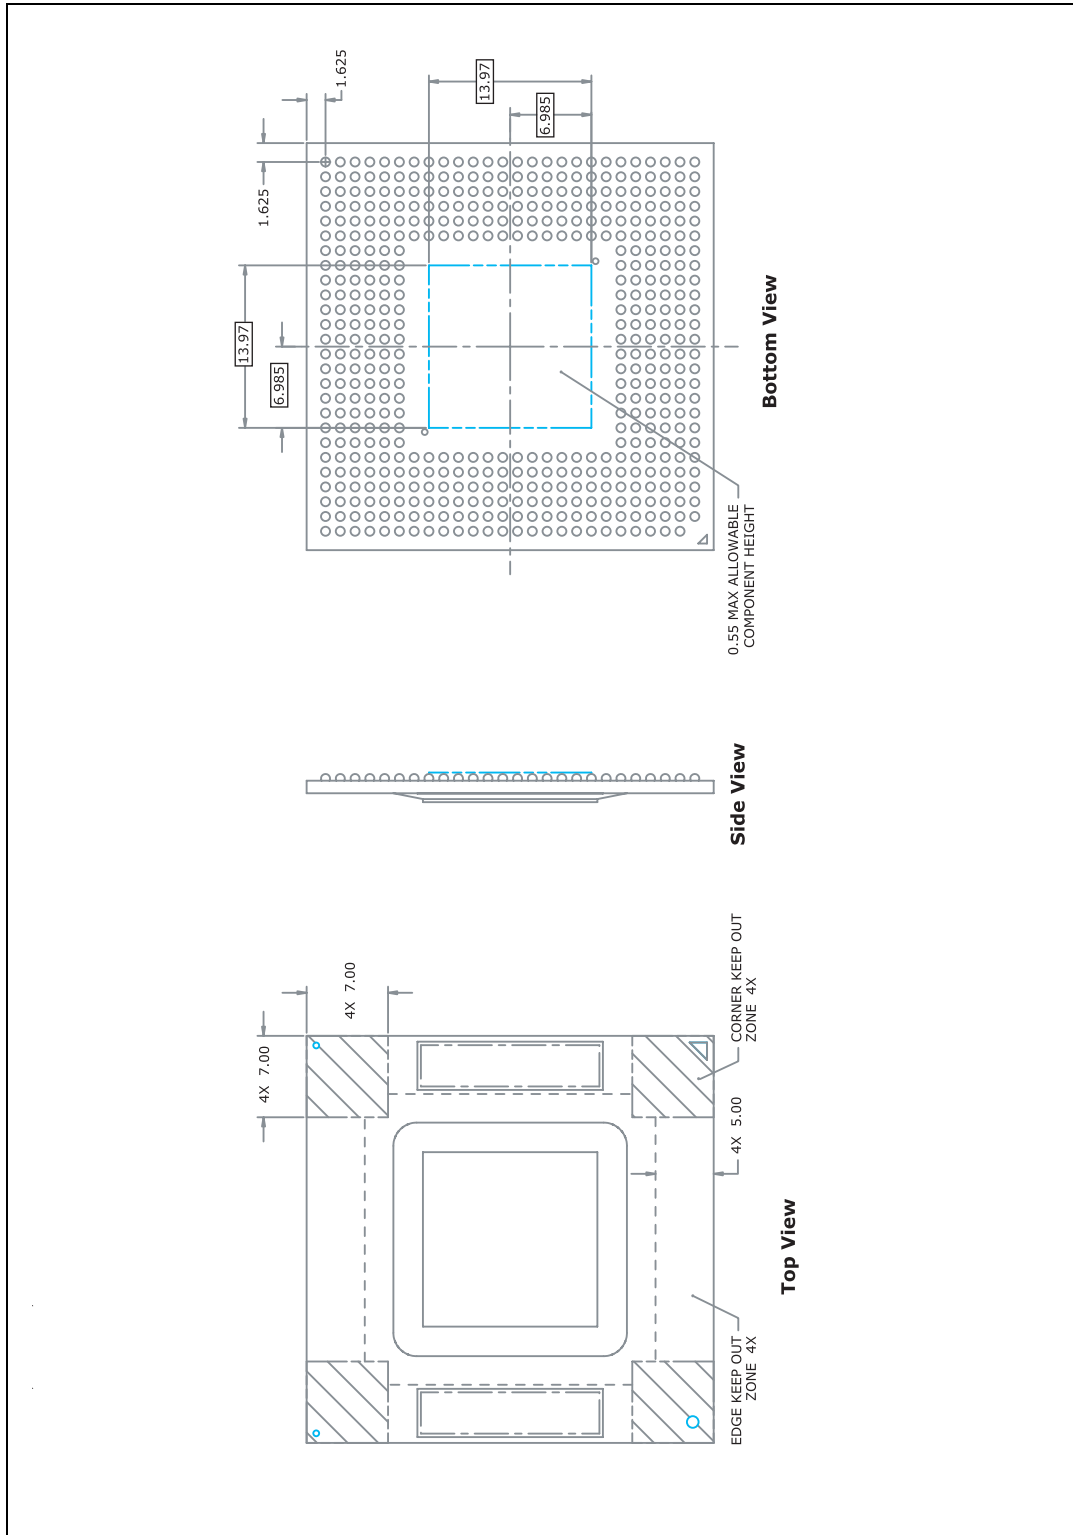 1.625
13.97
6.985
1.625
13.97
6.985
Bottom View
0.55 MAX ALLOWABLE
COMPONENT HEIGHT
Side View
4X 7.00
4X 7.00
CORNER KEEP OUT
ZONE 4X
4X 5.00
Top View
EDGE KEEP OUT
ZONE 4X